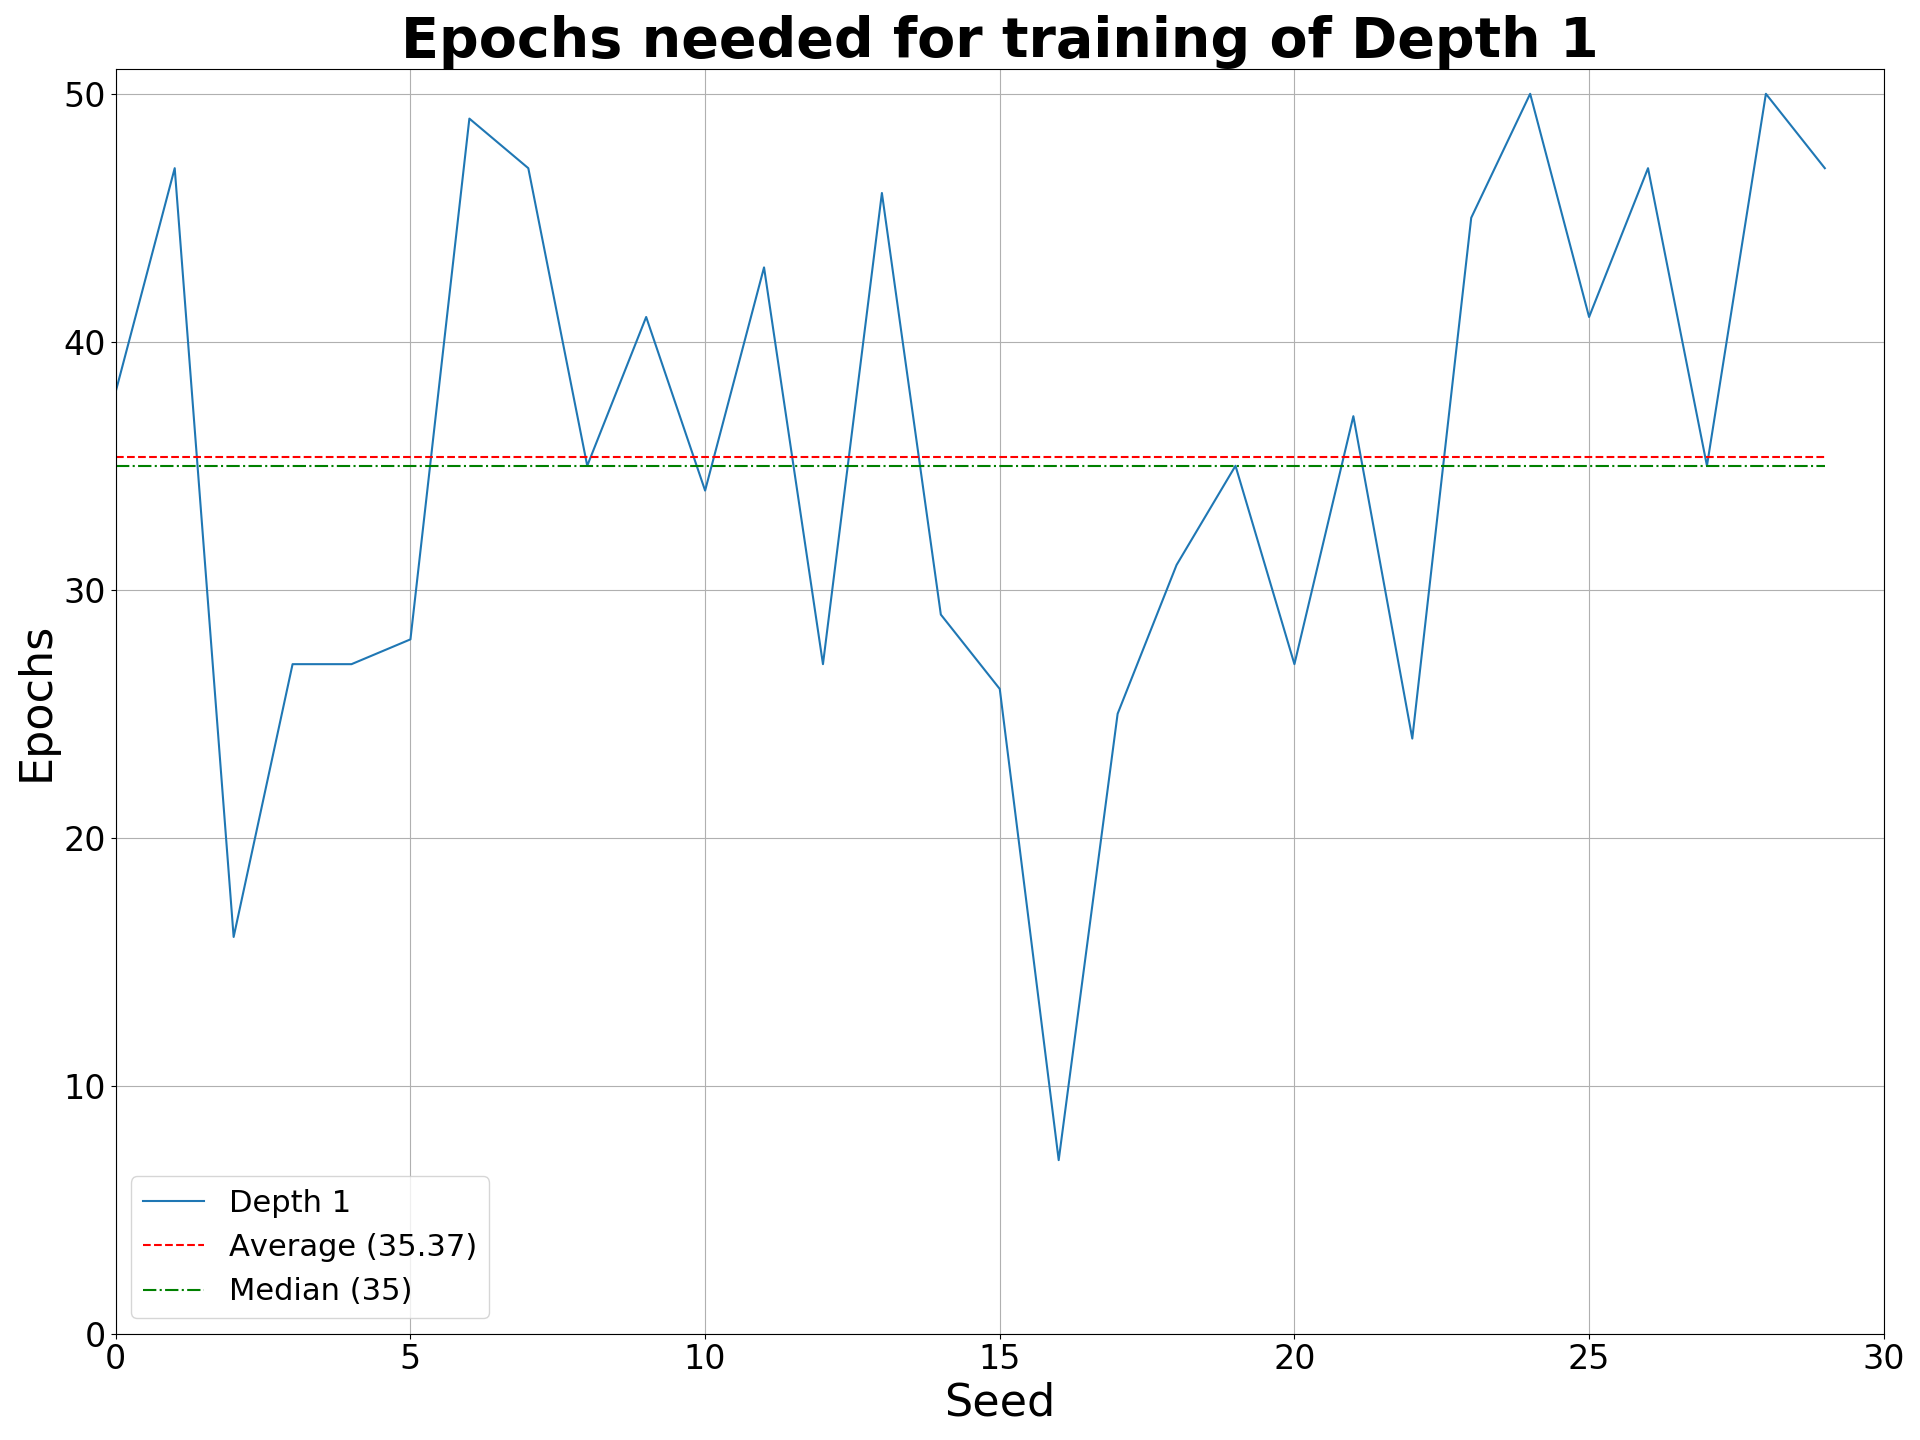 Epochs needed for training of Depth 1
Epochs
50
40
30
20
10
0
Depth 1
Average (35.37)
Median (35)
0 5 10 15 20 25 30
Seed